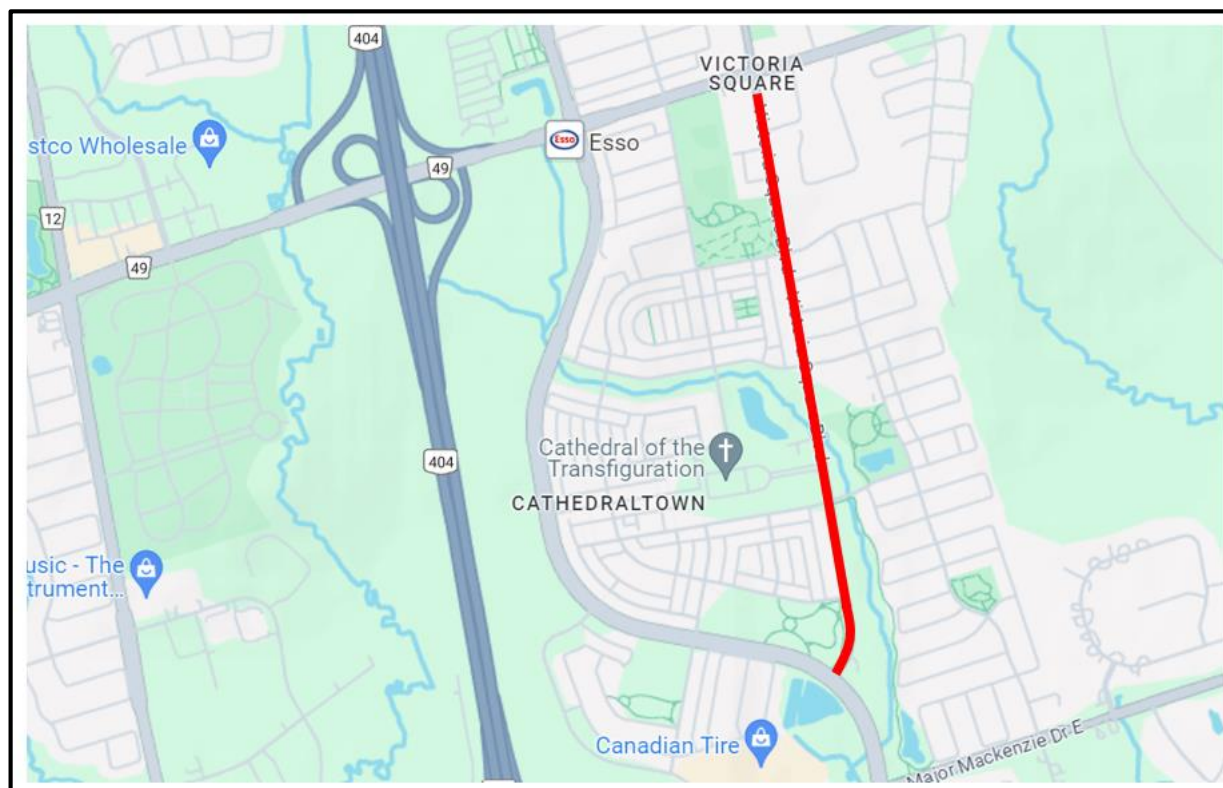 404
VICTORIA
SQUARE
stco Wholesale
Esso
Esso
49
12
49
Cathedral of the
Transfiguration
404
CATHEDRALTOWN
usic - The
trument...
Canadian Tire
Major Mackenzie Dr E